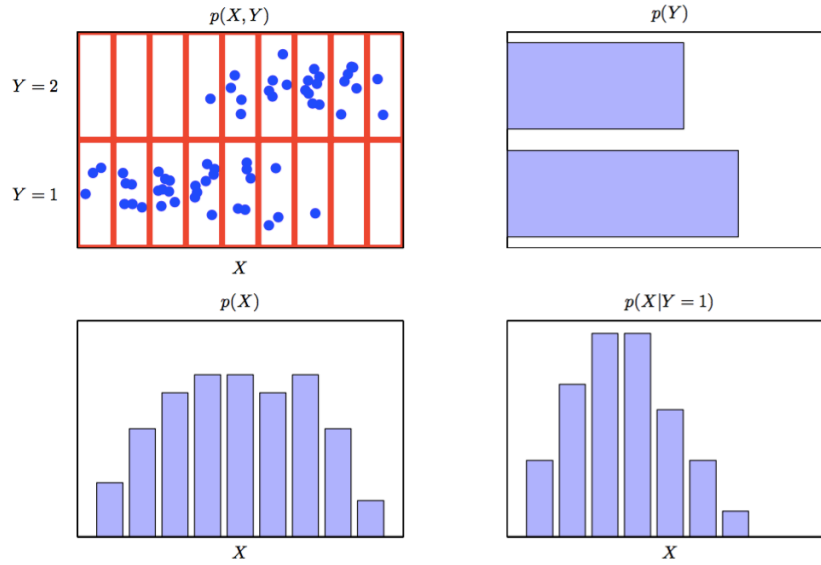 p(X, Y)
p(Y)
Y = 2
Y = 1
X
p(X)
p(X|Y = 1)
X
X